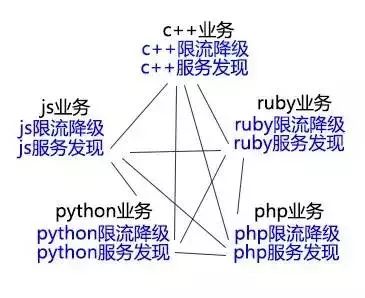 c++业务
c++限流降级
c++服务发现
js业务
js限流降级
js服务发现
ruby业务
ruby限流降级
ruby服务发现
python业务
python限流降级
python服务发现
php业务
php限流降级
php服务发现